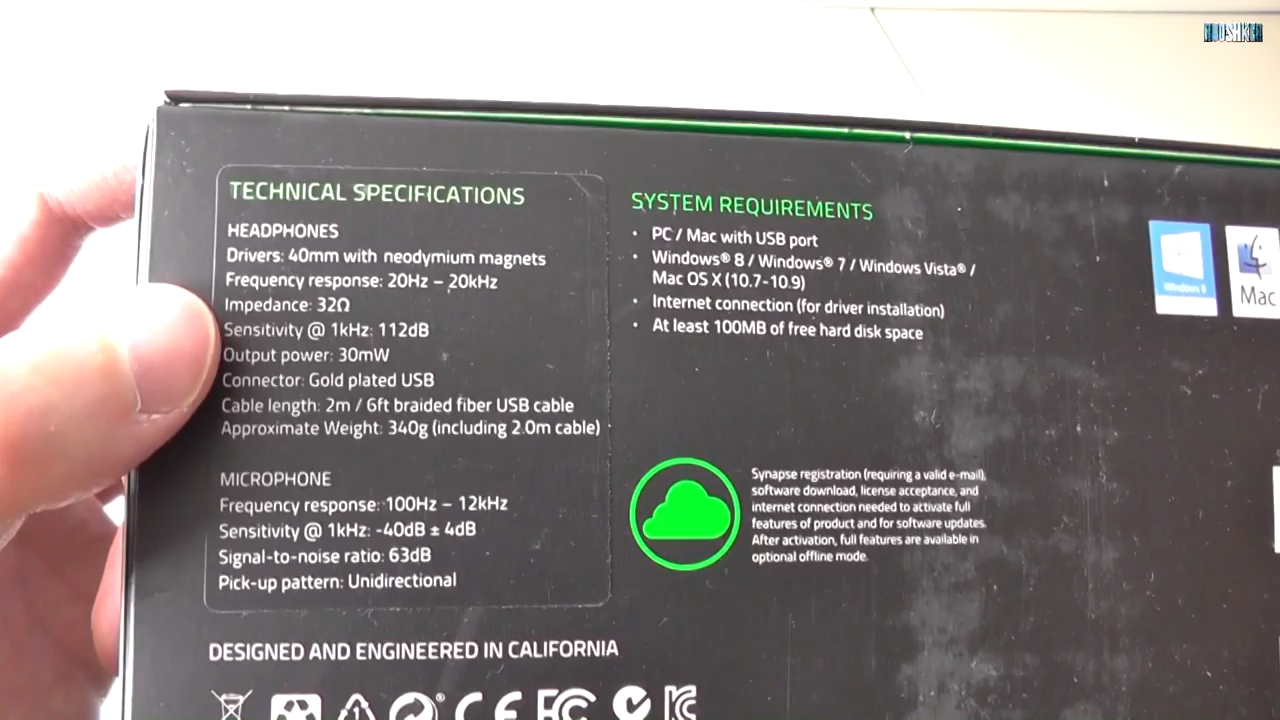 TECHNICAL SPECIFICATIONS
HEADPHONES
Drivers: 40mm with neodymium magnets
Frequency response: 20Hz – 20kHz
Impedance: 32Ω
Sensitivity @ 1kHz: 112dB
Output power: 30mW
Connector: Gold plated USB
Cable length: 2m / 6ft braided fiber USB cable
Approximate Weight: 340g (including 2.0m cable)
MICROPHONE
Frequency response: 100Hz – 12kHz
Sensitivity @ 1kHz: -40dB ± 4dB
Signal-to-noise ratio: 63dB
Pick-up pattern: Unidirectional
SYSTEM REQUIREMENTS
• PC / Mac with USB port
• Windows® 8 / Windows® 7 / Windows Vista® /
Mac OS X (10.7-10.9)
• Internet connection (for driver installation)
• At least 100MB of free hard disk space
Windows 8
Mac
Synapse registration (requiring a valid e-mail),
software download, license acceptance, and
internet connection needed to activate full
features of product and for software updates.
After activation, full features are available in
optional offline mode.
DESIGNED AND ENGINEERED IN CALIFORNIA
CE FC